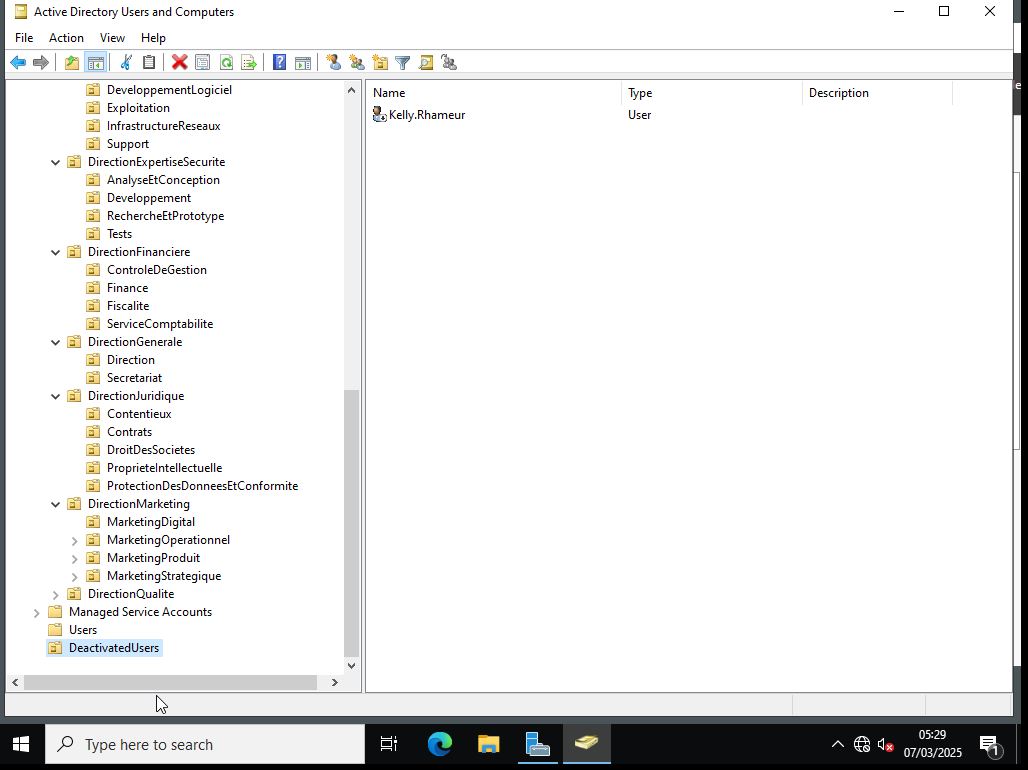 Active Directory Users and Computers
File Action View Help
DeveloppementLogiciel
Exploitation
InfrastructureReseaux
Support
DirectionExpertiseSecurite
AnalyseEtConception
Developpement
RechercheEtPrototype
Tests
DirectionFinanciere
ControleDeGestion
Finance
Fiscalite
ServiceComptabilite
DirectionGenerale
Direction
Secretariat
DirectionJuridique
Contentieux
Contrats
DroitDesSocietes
ProprieteIntellectuelle
ProtectionDesDonneesEtConformite
DirectionMarketing
MarketingDigital
MarketingOperationnel
MarketingProduit
MarketingStrategique
DirectionQualite
Managed Service Accounts
Users
DeactivatedUsers
Name Type Description
Kelly.Rhameur User
Type here to search
05:29
07/03/2025
1